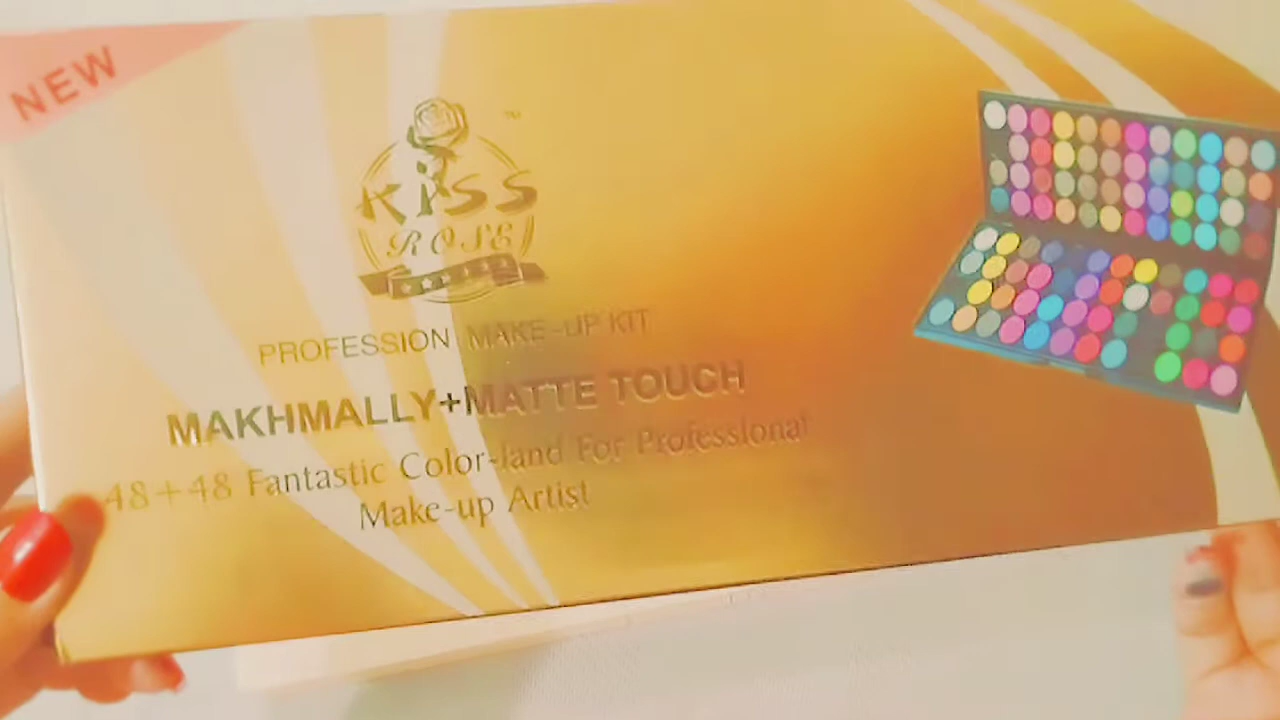 NEW
TM
KiSS
ROSE
PROFESSION MAKE-UP KIT
MAKHMALLY+MATTE TOUCH
48+48 Fantastic Color-land For Professional
Make-up Artist